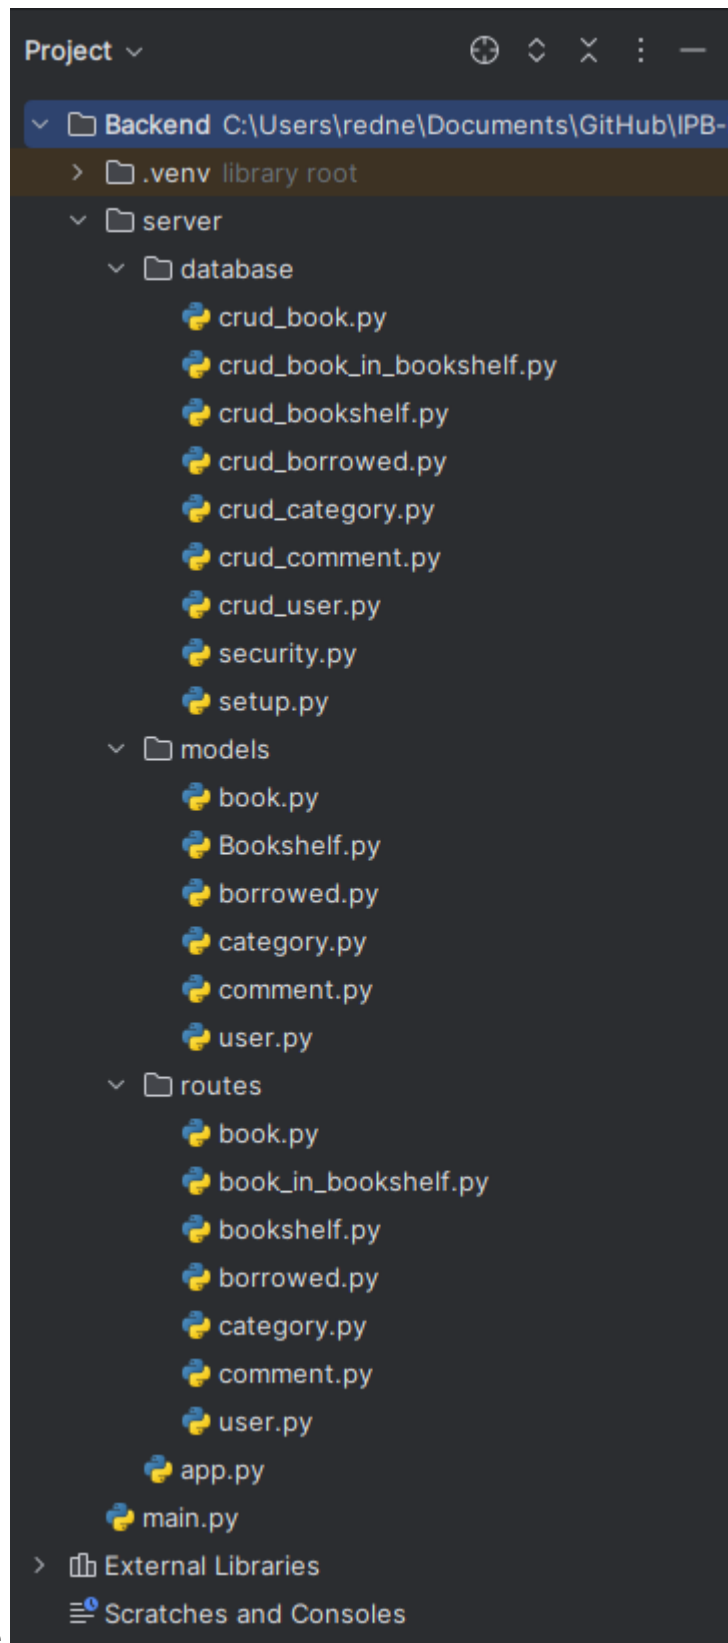 Project
Backend C:\Users\redne\Documents\GitHub\IPB-
.venv library root
server
database
crud_book.py
crud_book_in_bookshelf.py
crud_bookshelf.py
crud_borrowed.py
crud_category.py
crud_comment.py
crud_user.py
security.py
setup.py
models
book.py
Bookshelf.py
borrowed.py
category.py
comment.py
user.py
routes
book.py
book_in_bookshelf.py
bookshelf.py
borrowed.py
category.py
comment.py
user.py
app.py
main.py
External Libraries
Scratches and Consoles